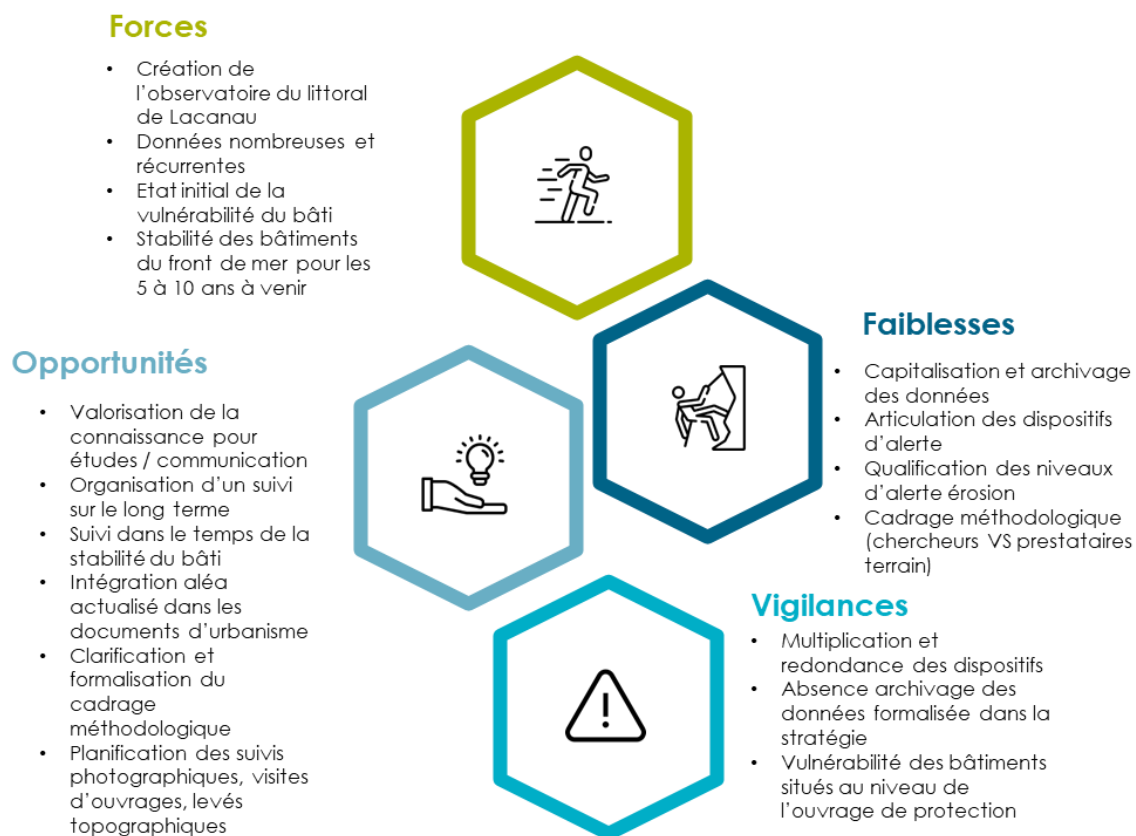 Forces
• Création de
l'observatoire du littoral
de Lacanau
• Données nombreuses et
récurrentes
• Etat initial de la
vulnérabilité du bâti
• Stabilité des bâtiments
du front de mer pour les
5 à 10 ans à venir
Faiblesses
• Capitalisation et archivage
des données
• Articulation des dispositifs
d'alerte
• Qualification des niveaux
d'alerte érosion
• Cadrage méthodologique
(chercheurs VS prestataires
terrain)
Opportunités
• Valorisation de la
connaissance pour
études / communication
• Organisation d'un suivi
sur le long terme
• Suivi dans le temps de la
stabilité du bâti
• Intégration aléa
actualisé dans les
documents d'urbanisme
• Clarification et
formalisation du
cadrage
méthodologique
• Planification des suivis
photographiques, visites
d'ouvrages, levés
topographiques
Vigilances
• Multiplication et
redondance des dispositifs
• Absence archivage des
données formalisée dans la
stratégie
• Vulnérabilité des bâtiments
situés au niveau de
l'ouvrage de protection